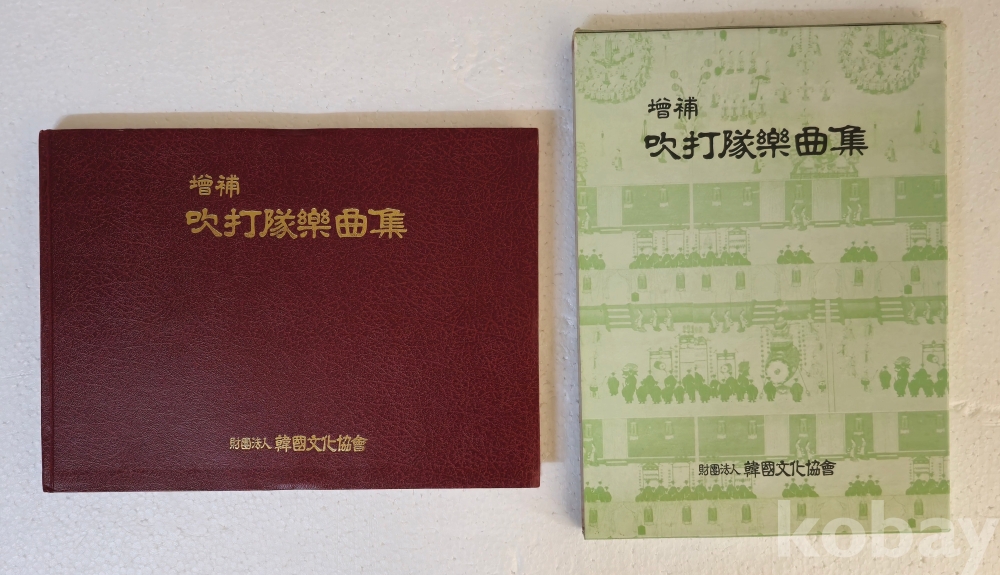 增補
吹打隊樂曲集
財團法人 韓國文化協會
增補
吹打隊樂曲集
財團法人 韓國文化協會
kobay